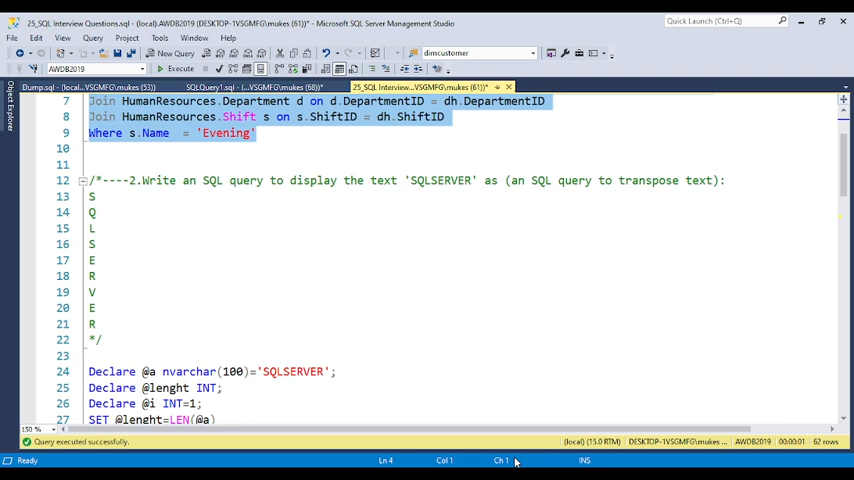 25_SQL Interview Questions.sql - (local).AWDB2019 (DESKTOP-1VSGMFG\mukes (61))* - Microsoft SQL Server Management Studio
Quick Launch (Ctrl+Q)
File Edit View Query Project Tools Window Help
New Query
dimcustomer
AWDB2019
Execute
Dump.sql - (local....VSGMFG\mukes (53))
SQLQuery1.sql - (...VSGMFG\mukes (68))*
25_SQL Interview...VSGMFG\mukes (61))*
Object Explorer
7 Join HumanResources.Department d on d.DepartmentID = dh.DepartmentID
8 Join HumanResources.Shift s on s.ShiftID = dh.ShiftID
9 Where s.Name = 'Evening'
10
11
12 /*----2.Write an SQL query to display the text 'SQLSERVER' as (an SQL query to transpose text):
13 S
14 Q
15 L
16 S
17 E
18 R
19 V
20 E
21 R
22 */
23
24 Declare @a nvarchar(100)='SQLSERVER';
25 Declare @lenght INT;
26 Declare @i INT=1;
27 SET @lenght=LEN(@a)
150 %
Query executed successfully.
(local) (15.0 RTM)
DESKTOP-1VSGMFG\mukes ...
AWDB2019
00:00:01
62 rows
Ready
Ln 4
Col 1
Ch 1
INS